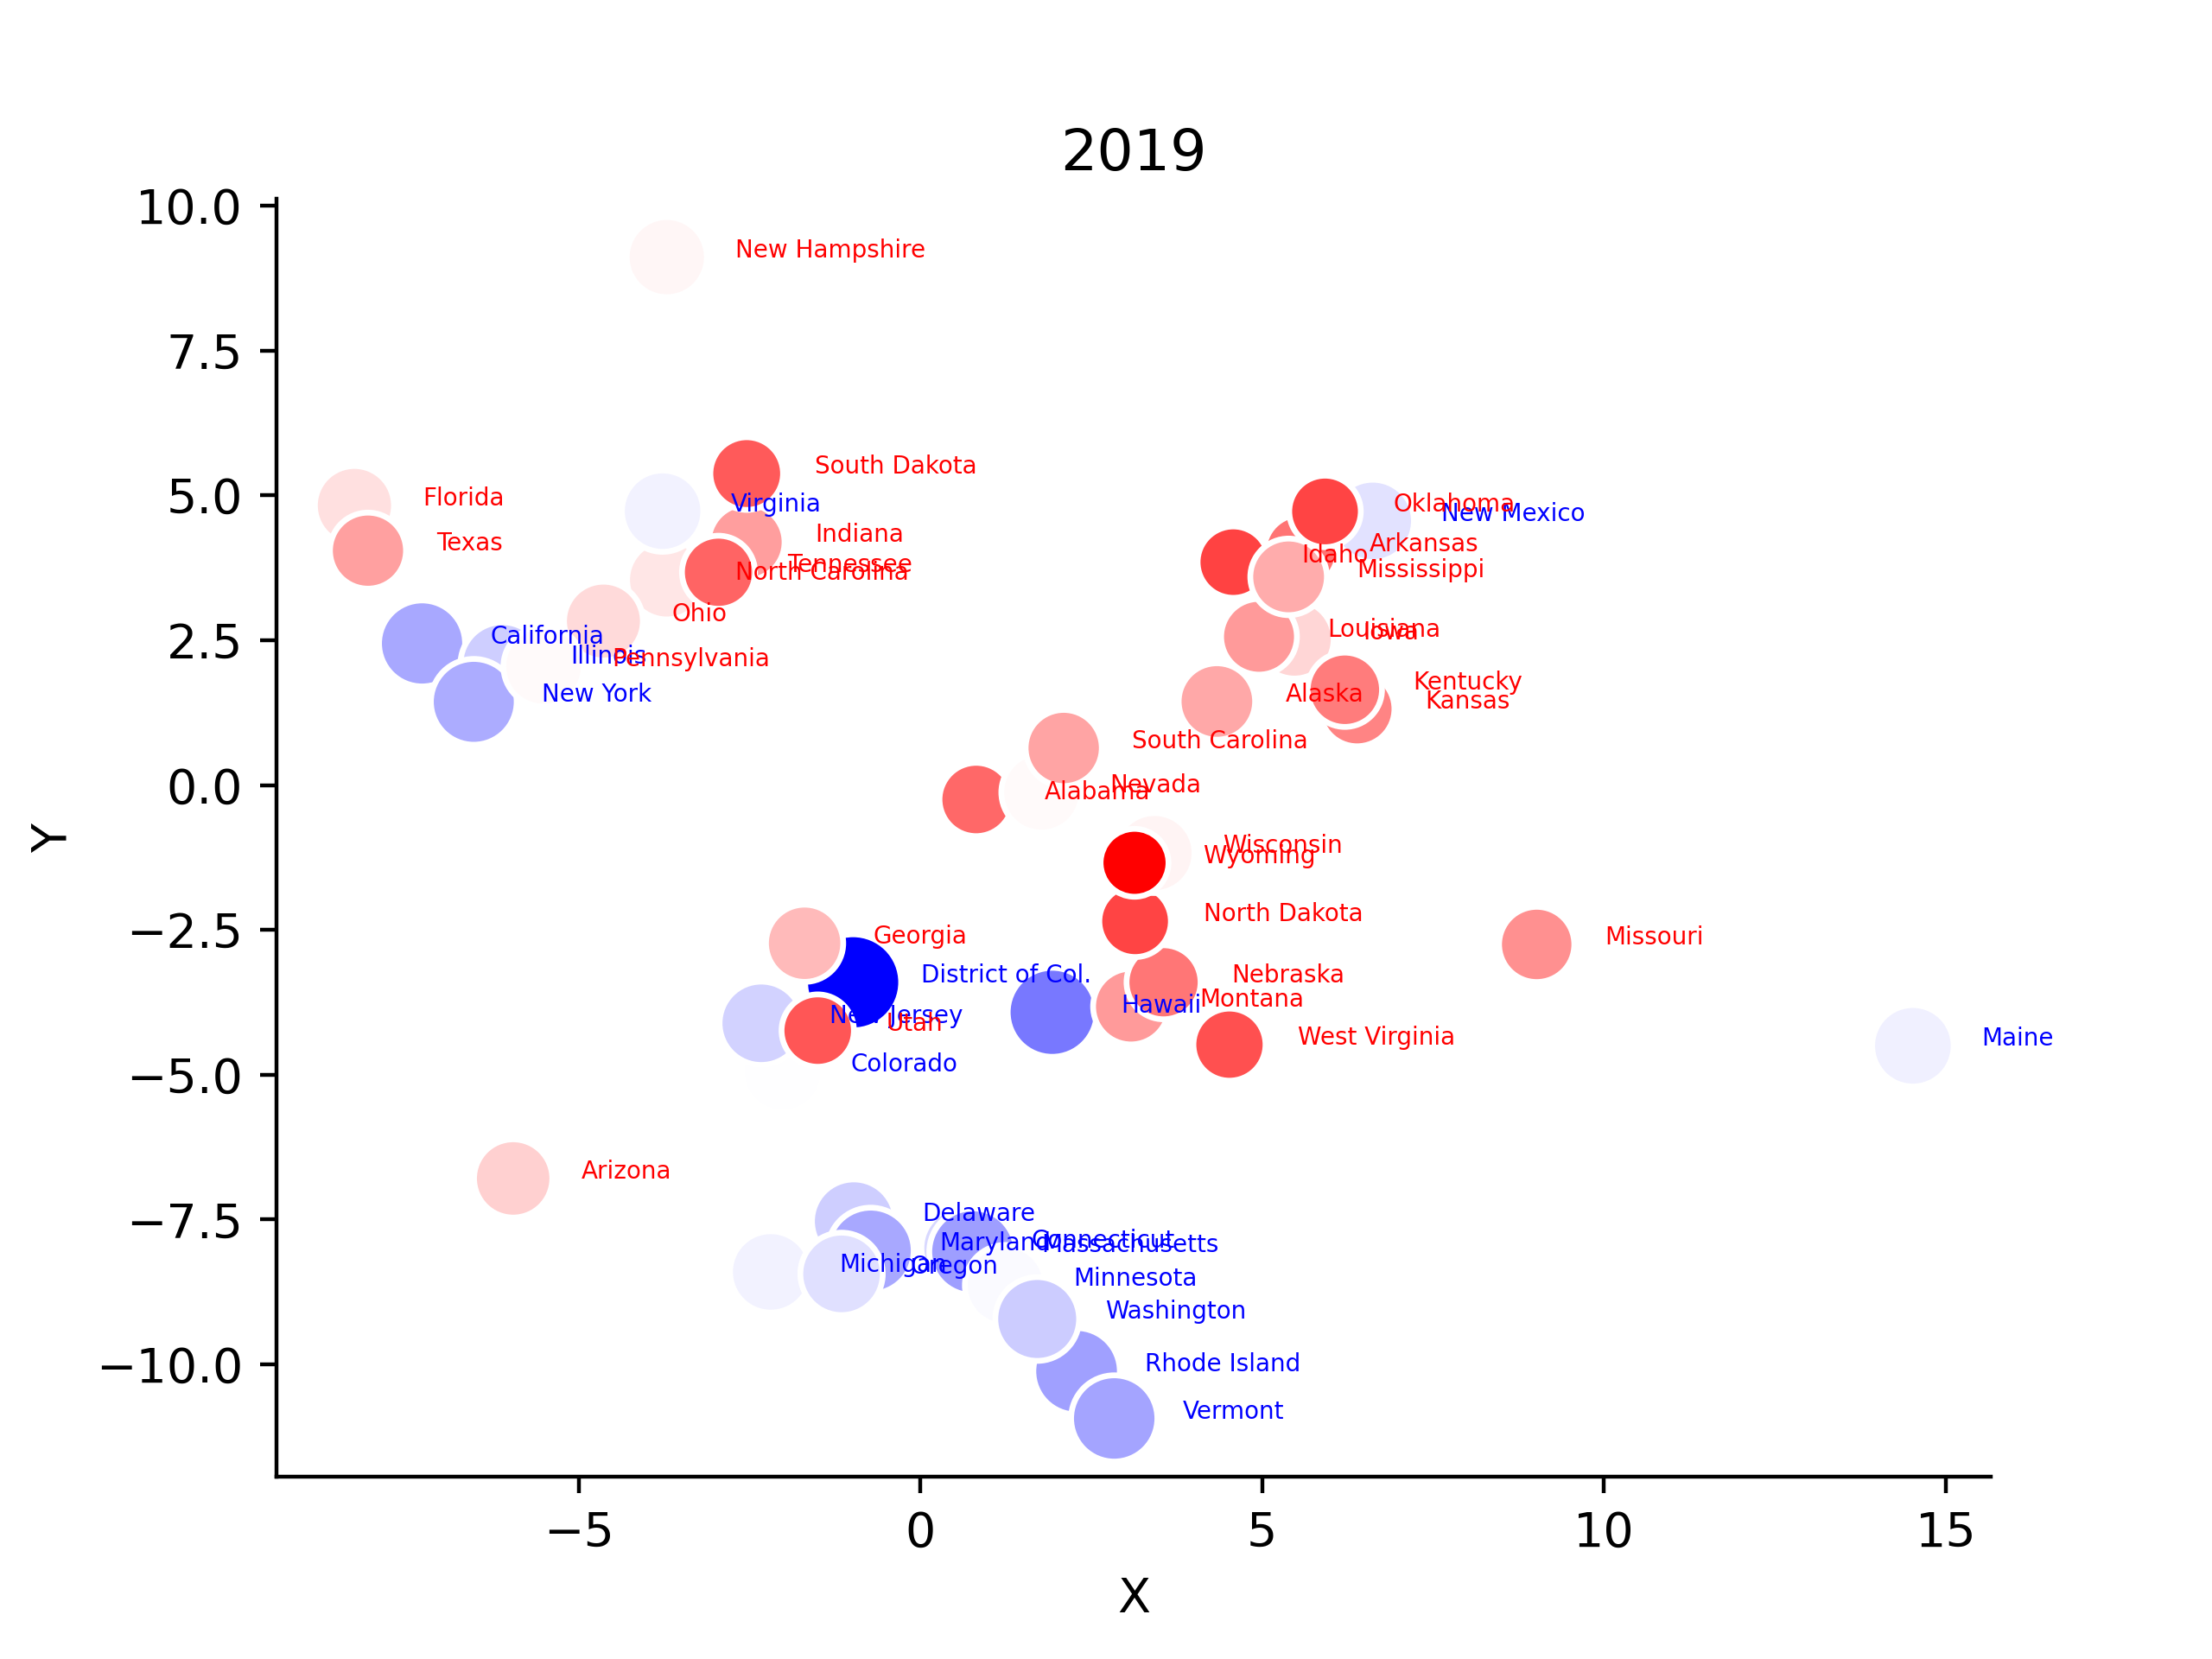 2019
10.0
7.5
5.0
2.5
0.0
−2.5
−5.0
−7.5
−10.0
Y
New Hampshire
South Dakota
Florida
Virginia
Oklahoma
New Mexico
Texas
Indiana
Arkansas
Tennessee
Idaho
North Carolina
Mississippi
Ohio
California
Louisiana
Iowa
Illinois
Pennsylvania
Kentucky
New York
Alaska
Kansas
South Carolina
Nevada
Alabama
Wisconsin
Wyoming
North Dakota
Georgia
Missouri
District of Col.
Nebraska
Montana
Hawaii
New Jersey
Utah
West Virginia
Maine
Colorado
Arizona
Delaware
Connecticut
Maryland
Massachusetts
Michigan
Oregon
Minnesota
Washington
Rhode Island
Vermont
−5
0
5
10
15
X